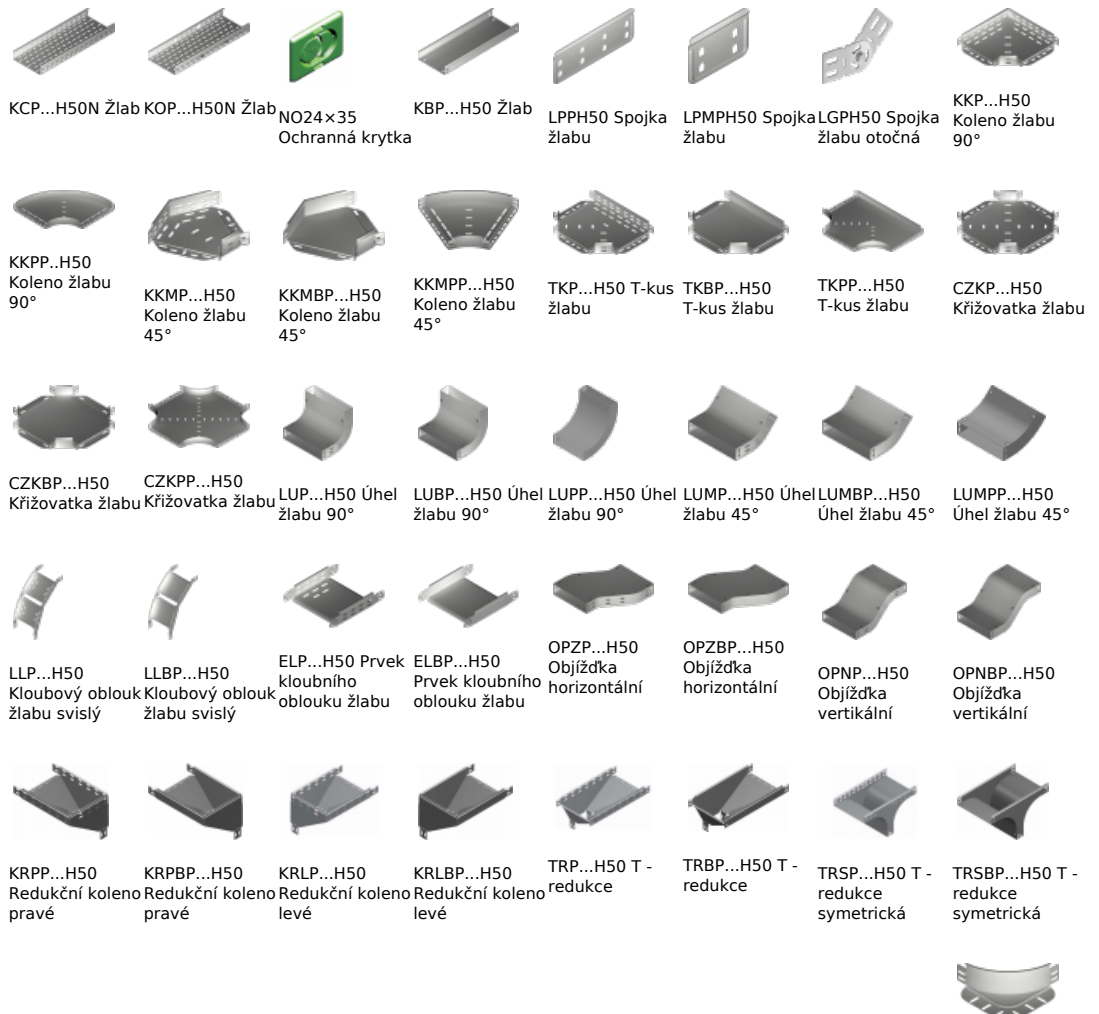 KCP...H50N Žlab
KOP...H50N Žlab
NO24×35
Ochranná krytka
KBP...H50 Žlab
LPPH50 Spojka
žlabu
LPMPH50 Spojka
žlabu
LGPH50 Spojka
žlabu otočná
KKP...H50
Koleno žlabu
90°
KKPP..H50
Koleno žlabu
90°
KKMP...H50
Koleno žlabu
45°
KKMBP...H50
Koleno žlabu
45°
KKMPP...H50
Koleno žlabu
45°
TKP...H50 T-kus
žlabu
TKBP...H50
T-kus žlabu
TKPP...H50
T-kus žlabu
CZKP...H50
Křižovatka žlabu
CZKBP...H50
Křižovatka žlabu
CZKPP...H50
Křižovatka žlabu
LUP...H50 Úhel
žlabu 90°
LUBP...H50 Úhel
žlabu 90°
LUPP...H50 Úhel
žlabu 90°
LUMP...H50 Úhel
žlabu 45°
LUMBP...H50
Úhel žlabu 45°
LUMPP...H50
Úhel žlabu 45°
LLP...H50
Kloubový oblouk
žlabu svislý
LLBP...H50
Kloubový oblouk
žlabu svislý
ELP...H50 Prvek
kloubního
oblouku žlabu
ELBP...H50
Prvek kloubního
oblouku žlabu
OPZP...H50
Objížďka
horizontální
OPZBP...H50
Objížďka
horizontální
OPNP...H50
Objížďka
vertikální
OPNBP...H50
Objížďka
vertikální
KRPP...H50
Redukční koleno
pravé
KRPBP...H50
Redukční koleno
pravé
KRLP...H50
Redukční koleno
levé
KRLBP...H50
Redukční koleno
levé
TRP...H50 T -
redukce
TRBP...H50 T -
redukce
TRSP...H50 T -
redukce
symetrická
TRSBP...H50 T -
redukce
symetrická